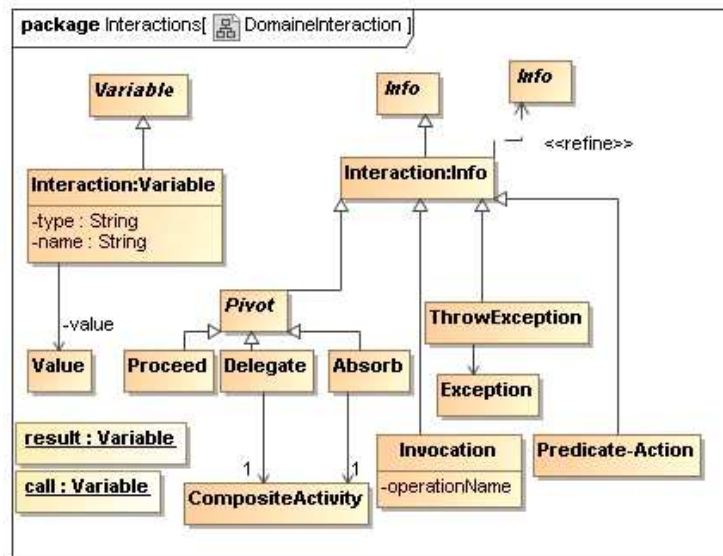 package Interactions[ DomaineInteraction ]
Variable
Info
Info
<<refine>>
Interaction:Variable
-type : String
-name : String
Interaction:Info
-value
Value
Pivot
Proceed
Delegate
Absorb
ThrowException
Exception
result : Variable
call : Variable
1
1
CompositeActivity
Invocation
-operationName
Predicate-Action